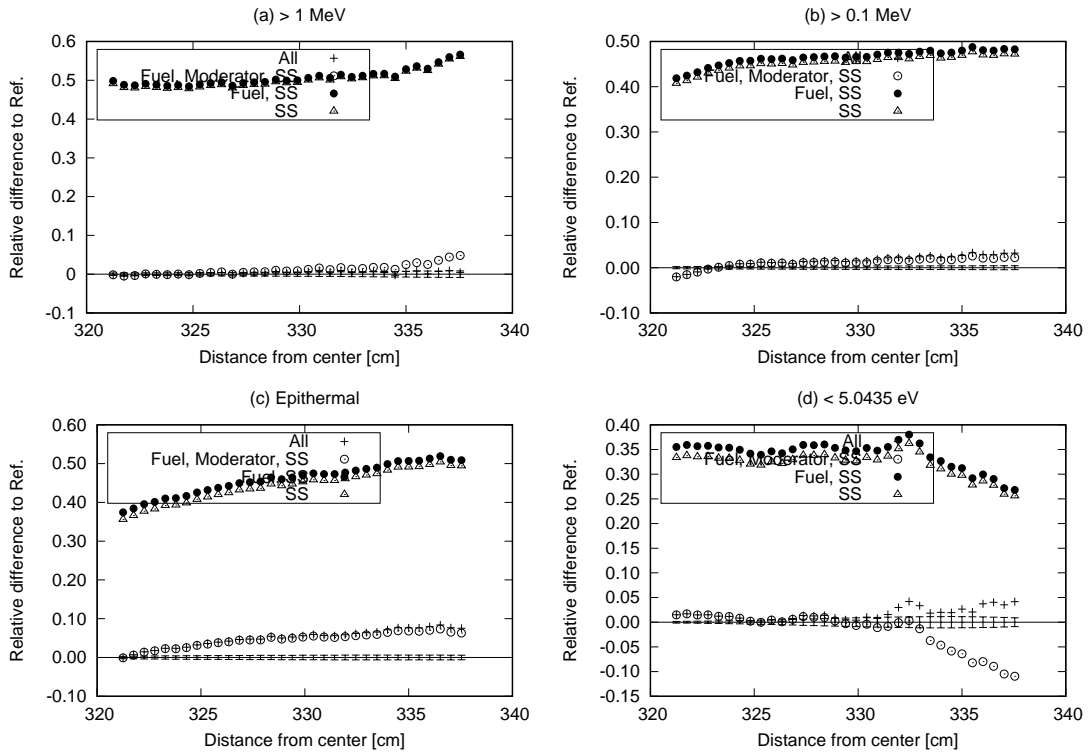 (a) > 1 MeV
0.6
0.5
0.4
0.3
0.2
0.1
0
-0.1
320
325
330
335
340
Relative difference to Ref.
Distance from center [cm]
All
Fuel, Moderator, SS
Fuel, SS
SS
(b) > 0.1 MeV
0.50
0.40
0.30
0.20
0.10
0.00
-0.10
320
325
330
335
340
Relative difference to Ref.
Distance from center [cm]
All
Fuel, Moderator, SS
Fuel, SS
SS
(c) Epithermal
0.60
0.50
0.40
0.30
0.20
0.10
0.00
-0.10
320
325
330
335
340
Relative difference to Ref.
Distance from center [cm]
All
Fuel, Moderator, SS
Fuel, SS
SS
(d) < 5.0435 eV
0.40
0.35
0.30
0.25
0.20
0.15
0.10
0.05
0.00
-0.05
-0.10
-0.15
320
325
330
335
340
Relative difference to Ref.
Distance from center [cm]
All
Fuel, Moderator, SS
Fuel, SS
SS